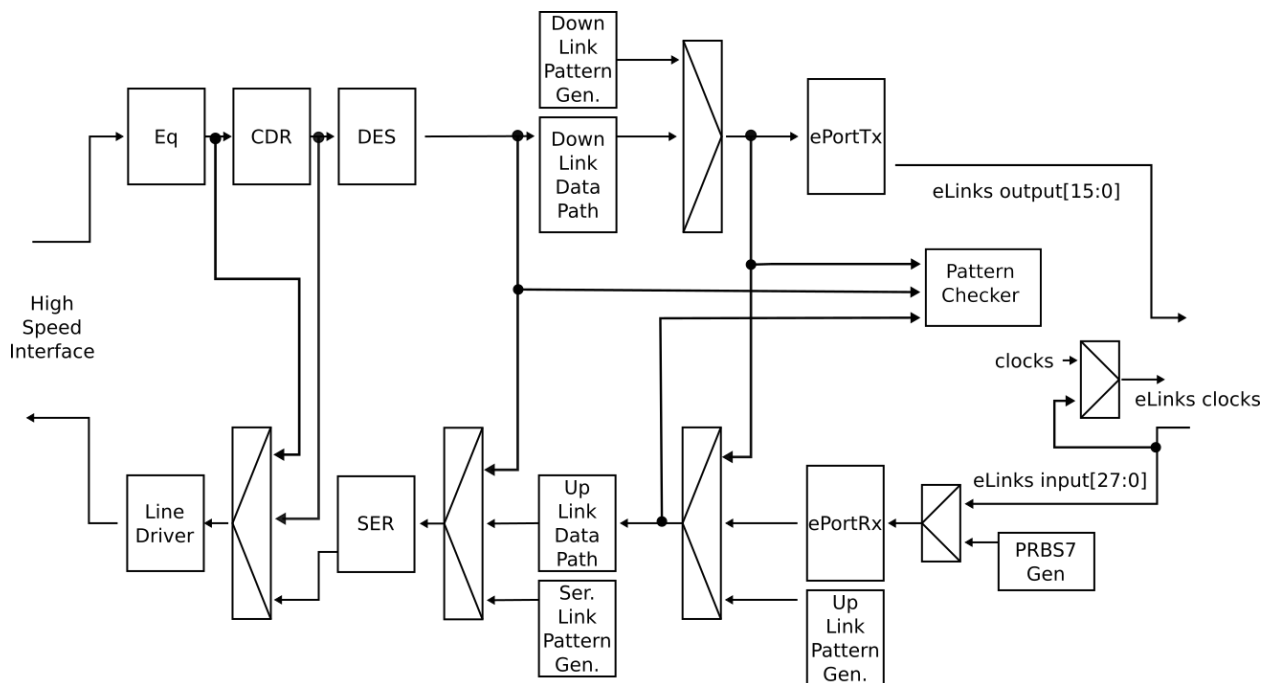 Down
Link
Pattern
Gen.
Eq
CDR
DES
Down
Link
Data
Path
ePortTx
eLinks output[15:0]
Pattern
Checker
High
Speed
Interface
clocks
eLinks clocks
Line
Driver
SER
Up
Link
Data
Path
Ser.
Link
Pattern
Gen.
ePortRx
Up
Link
Pattern
Gen.
eLinks input[27:0]
PRBS7
Gen